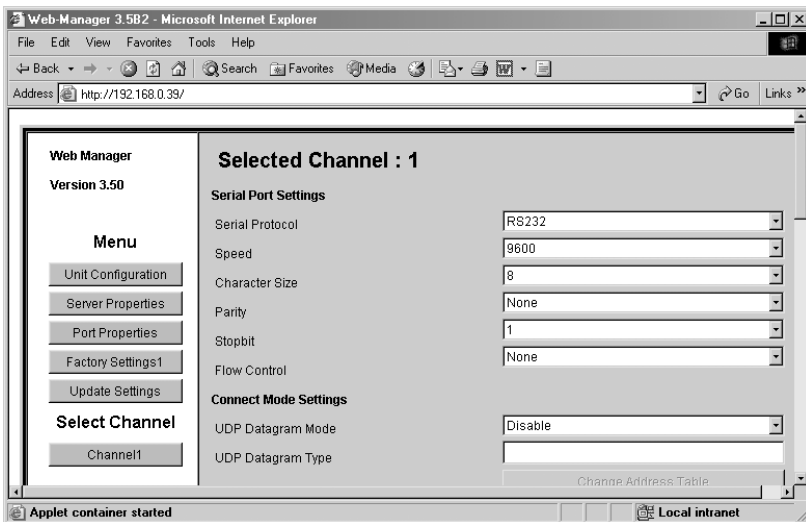 Web-Manager 3.5B2 - Microsoft Internet Explorer
File Edit View Favorites Tools Help
Back Search Favorites Media
Address http://192.168.0.39/ Go Links »
Web Manager
Version 3.50
Menu
Unit Configuration
Server Properties
Port Properties
Factory Settings1
Update Settings
Select Channel
Channel1
Selected Channel : 1
Serial Port Settings
Serial Protocol RS232
Speed 9600
Character Size 8
Parity None
Stopbit 1
Flow Control None
Connect Mode Settings
UDP Datagram Mode Disable
UDP Datagram Type
Change Address Table
Applet container started Local intranet